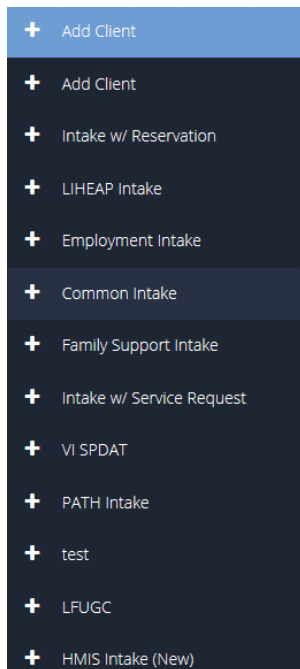 Add Client
Add Client
Intake w/ Reservation
LIHEAP Intake
Employment Intake
Common Intake
Family Support Intake
Intake w/ Service Request
VI SPDAT
PATH Intake
test
LFUGC
HMIS Intake (New)